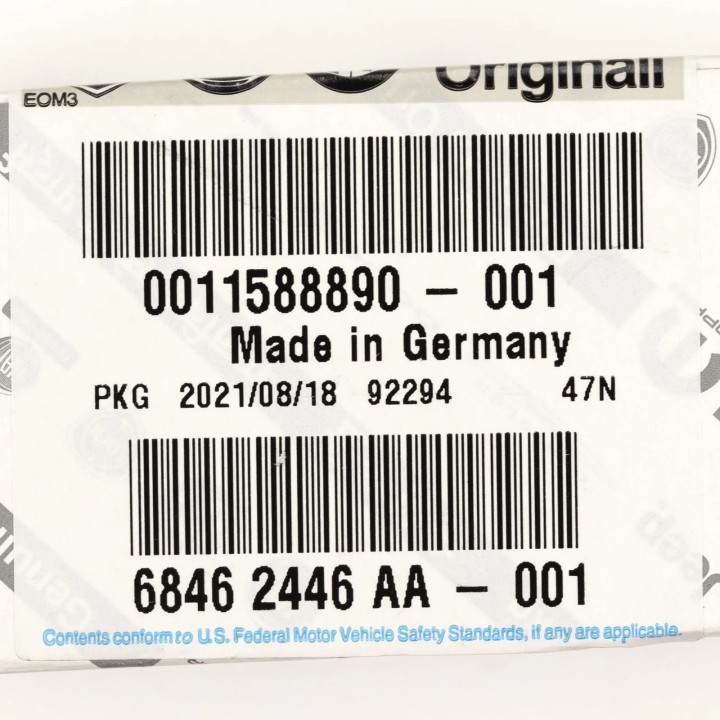 Originali
EOM3
0011588890 - 001
Made in Germany
PKG 2021/08/18 92294 47N
6846 2446 AA - 001
Contents conform to U.S. Federal Motor Vehicle Safety Standards, if any are applicable.